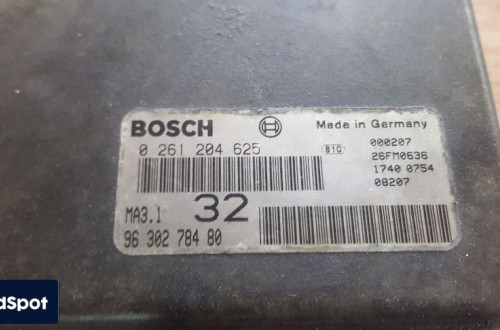 BOSCH
Made in Germany
0 261 204 625
810
000207
26FM0636
1740 0754
08207
MA3.1
32
96 302 784 80
dSpot